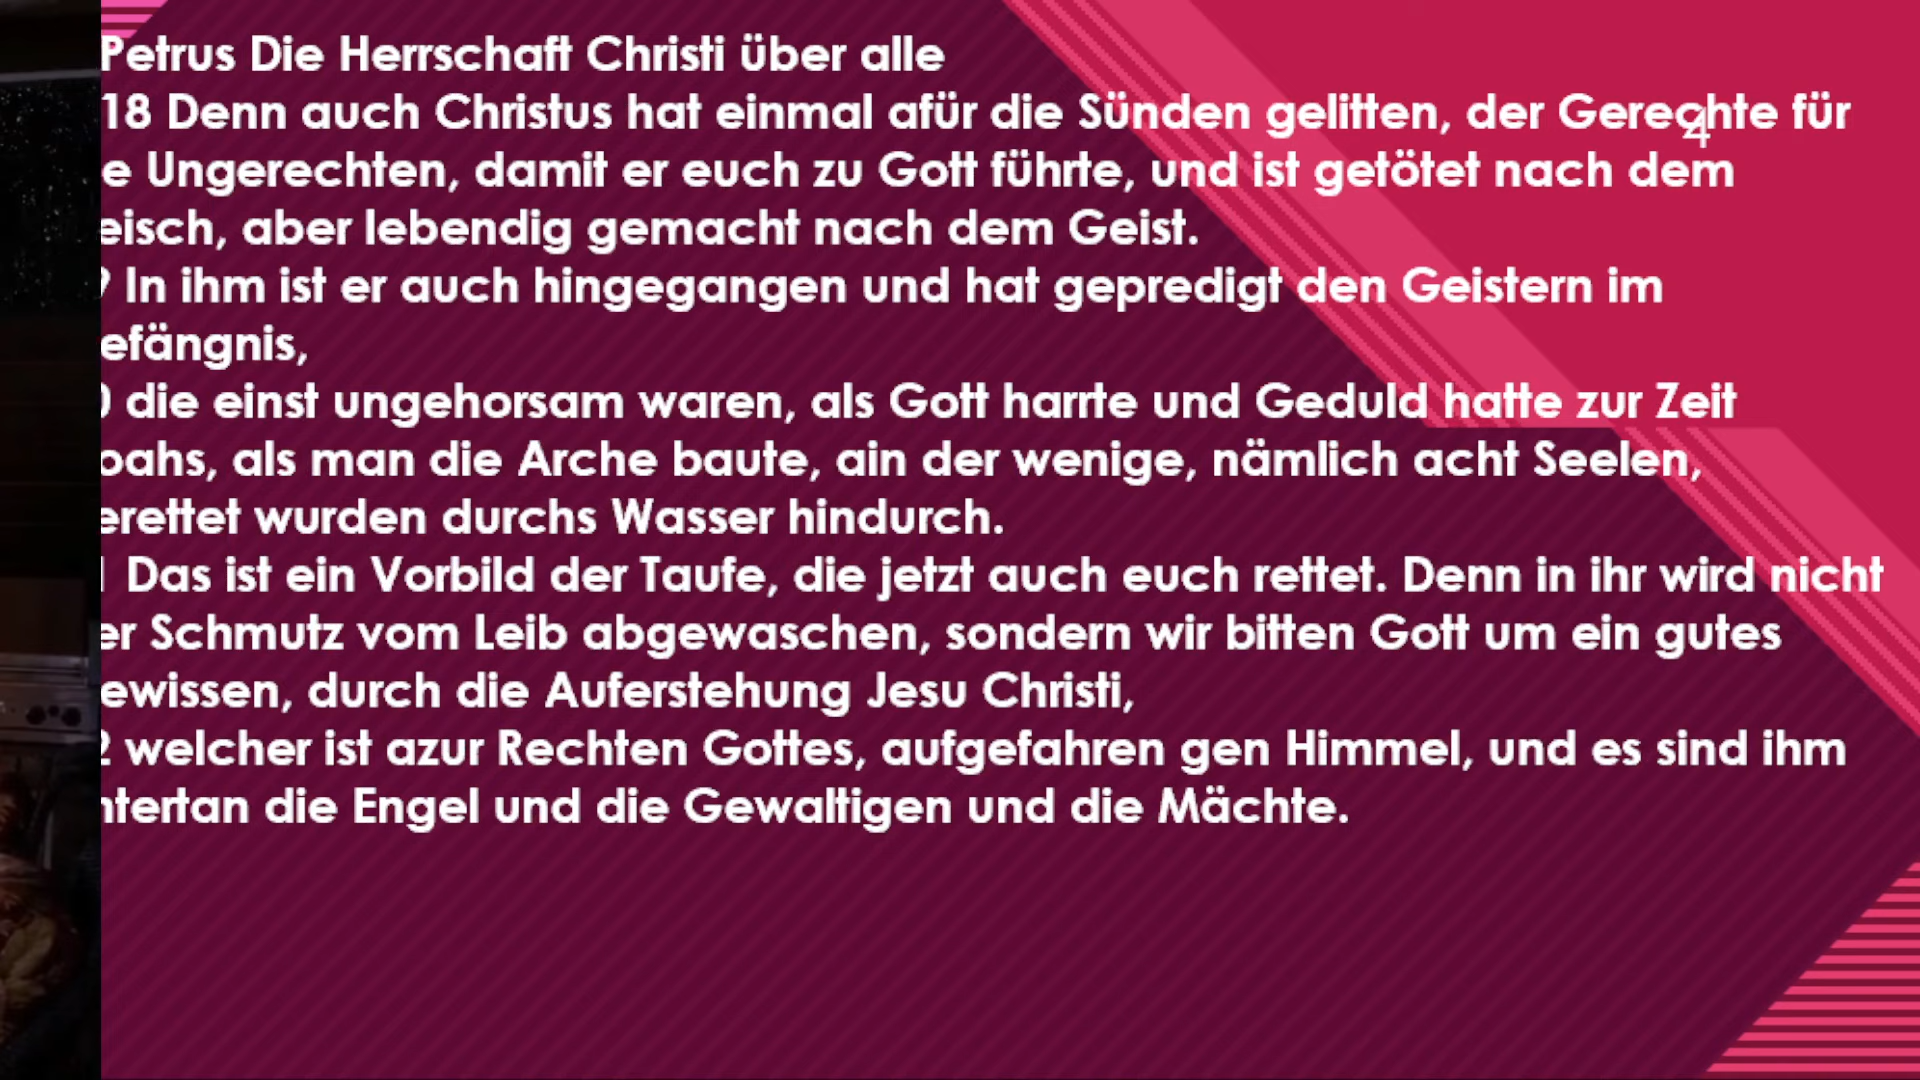 Petrus Die Herrschaft Christi über alle
18 Denn auch Christus hat einmal afür die Sünden gelitten, der Gerechte für
4
e Ungerechten, damit er euch zu Gott führte, und ist getötet nach dem
eisch, aber lebendig gemacht nach dem Geist.
9 In ihm ist er auch hingegangen und hat gepredigt den Geistern im
efängnis,
0 die einst ungehorsam waren, als Gott harrte und Geduld hatte zur Zeit
oahs, als man die Arche baute, ain der wenige, nämlich acht Seelen,
erettet wurden durchs Wasser hindurch.
1 Das ist ein Vorbild der Taufe, die jetzt auch euch rettet. Denn in ihr wird nicht
er Schmutz vom Leib abgewaschen, sondern wir bitten Gott um ein gutes
ewissen, durch die Auferstehung Jesu Christi,
2 welcher ist azur Rechten Gottes, aufgefahren gen Himmel, und es sind ihm
ntertan die Engel und die Gewaltigen und die Mächte.